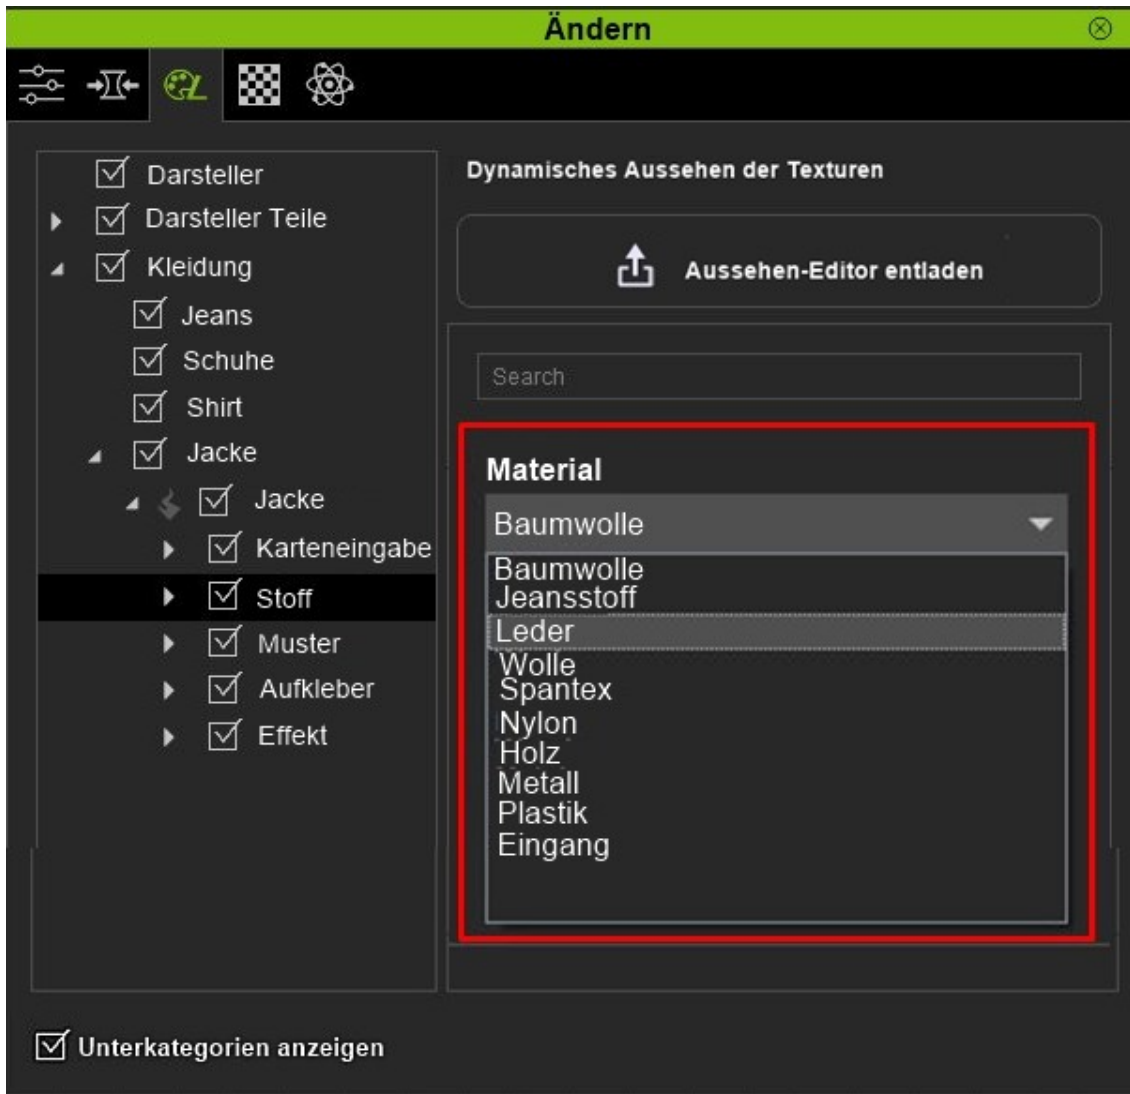 Ändern
Darsteller
Darsteller Teile
Kleidung
Jeans
Schuhe
Shirt
Jacke
Jacke
Karteneingabe
Stoff
Muster
Aufkleber
Effekt
Dynamisches Aussehen der Texturen
Aussehen-Editor entladen
Search
Material
Baumwolle
Baumwolle
Jeansstoff
Leder
Wolle
Spantex
Nylon
Holz
Metall
Plastik
Eingang
Unterkategorien anzeigen